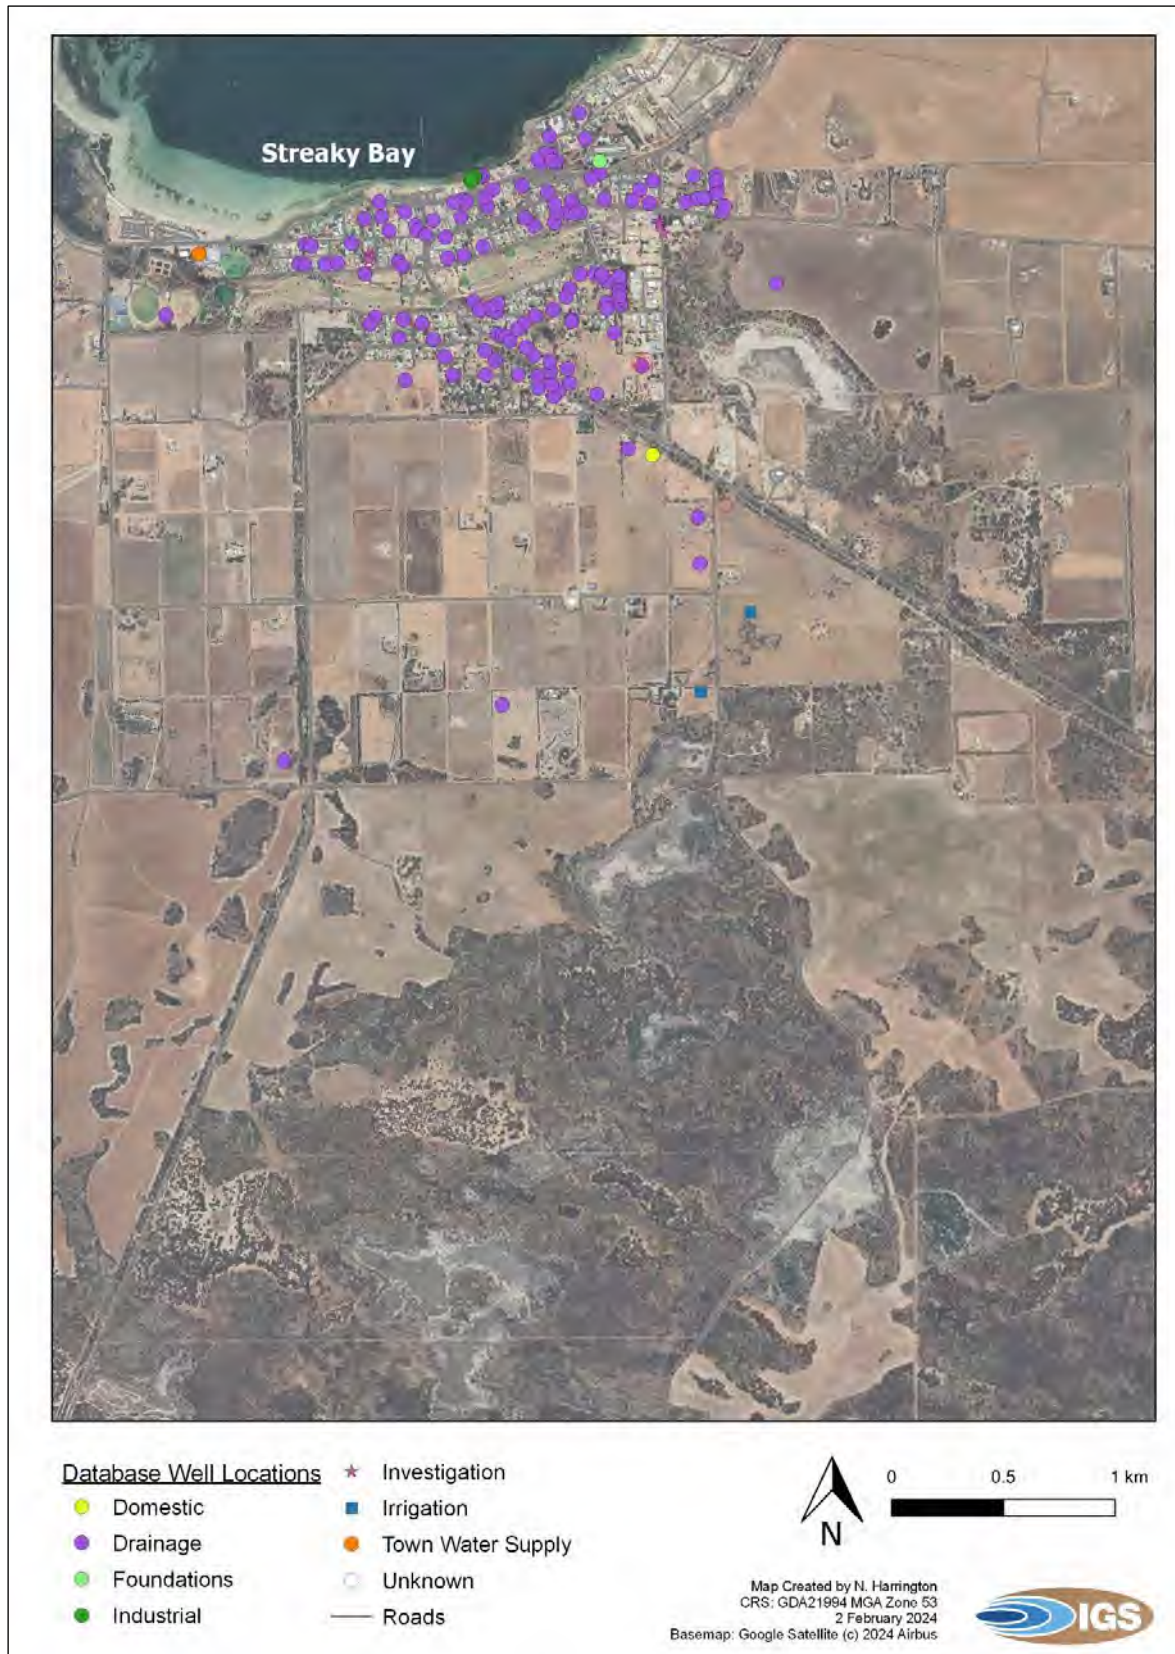 Streaky Bay
Database Well Locations
Domestic
Drainage
Foundations
Industrial
Investigation
Irrigation
Town Water Supply
Unknown
Roads
N
0 0.5 1 km
Map Created by N. Harrington
CRS: GDA21994 MGA Zone 53
2 February 2024
Basemap: Google Satellite (c) 2024 Airbus
IGS